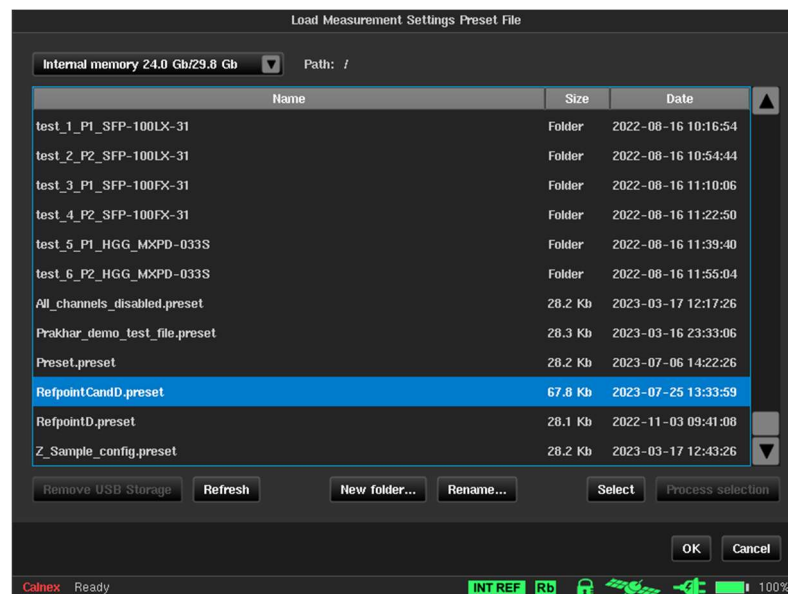 Load Measurement Settings Preset File
Internal memory 24.0 Gb/29.8 Gb Path: /
Name Size Date
test_1_P1_SFP-100LX-31 Folder 2022-08-16 10:16:54
test_2_P2_SFP-100LX-31 Folder 2022-08-16 10:54:44
test_3_P1_SFP-100FX-31 Folder 2022-08-16 11:10:06
test_4_P2_SFP-100FX-31 Folder 2022-08-16 11:22:50
test_5_P1_HGG_MXPD-033S Folder 2022-08-16 11:39:40
test_6_P2_HGG_MXPD-033S Folder 2022-08-16 11:55:04
All_channels_disabled.preset 28.2 Kb 2023-03-17 12:17:26
Prakhar_demo_test_file.preset 28.3 Kb 2023-03-16 23:33:06
Preset.preset 28.2 Kb 2023-07-06 14:22:26
RefpointCandD.preset 67.8 Kb 2023-07-25 13:33:59
RefpointD.preset 28.1 Kb 2022-11-03 09:41:08
Z_Sample_config.preset 28.2 Kb 2023-03-17 12:43:26
Remove USB Storage Refresh New folder... Rename... Select Process selection
OK Cancel
Calnex Ready INT REF Rb 100%